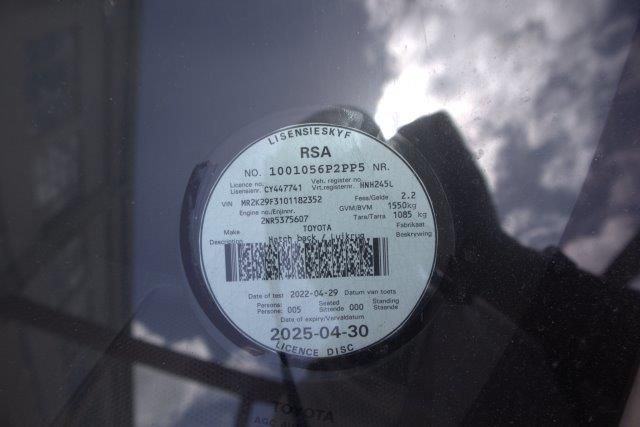 LISENSIESKYF
RSA
NO. 1001056P2PP5 NR.
Licence no. Lisensienr. CY447741 Veh. register no. Vrt.registernr. HNH245L
VIN MR2K29F3101182352 Fees/Gelde 2.2
GVM/BVM 1550kg
Engine no./Enjinnr. 2NR5375607 Tara/Tarra 1085 kg
Make TOYOTA Fabrikaat
Description Hatch back / Luikrug Beskrywing
Date of test 2022-04-29 Datum van toets
Persons: Persone: 005 Seated Sittende 000 Standing Staande
Date of expiry/Vervaldatum
2025-04-30
LICENCE DISC
TOYOTA